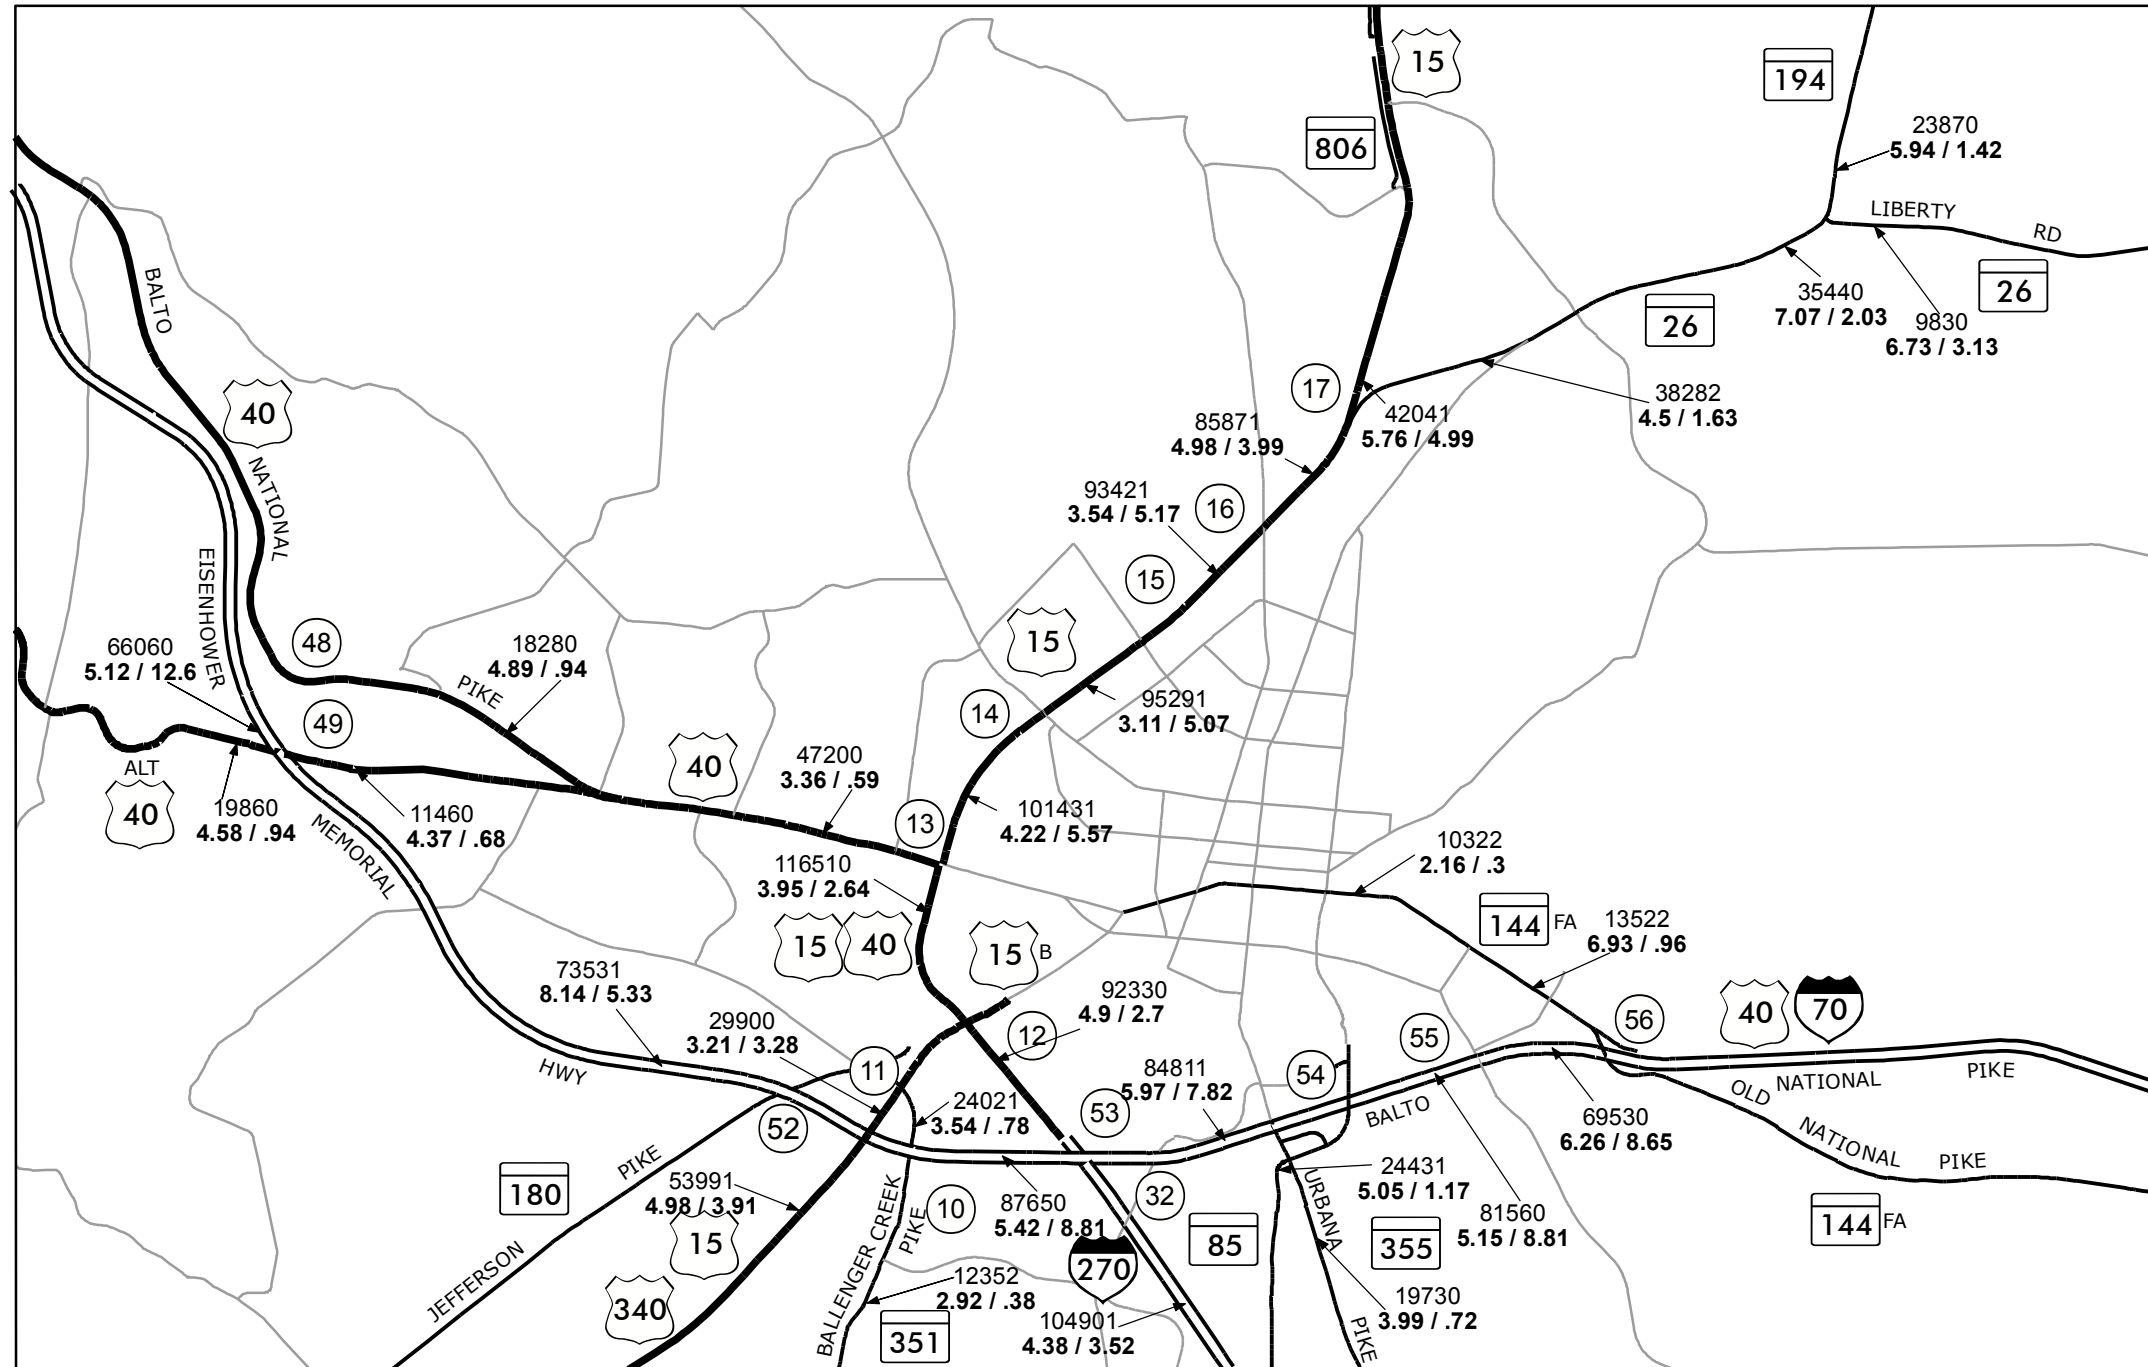 15
194
23870
5.94 / 1.42
806
LIBERTY
RD
26
BALTO
35440
7.07 / 2.03
26
9830
6.73 / 3.13
17
40
38282
4.5 / 1.63
42041
5.76 / 4.99
85871
4.98 / 3.99
NATIONAL
93421
3.54 / 5.17
16
15
EISENHOWER
48
15
66060
5.12 / 12.6
18280
4.89 / .94
PIKE
49
14
95291
3.11 / 5.07
ALT
40
40
47200
3.36 / .59
19860
4.58 / .94
11460
4.37 / .68
13
101431
4.22 / 5.57
MEMORIAL
116510
3.95 / 2.64
10322
2.16 / .3
15
40
15 B
144 FA
13522
6.93 / .96
73531
8.14 / 5.33
92330
4.9 / 2.7
29900
3.21 / 3.28
12
55
56
40
70
HWY
11
84811
5.97 / 7.82
54
NATIONAL
PIKE
OLD
24021
3.54 / .78
53
BALTO
69530
6.26 / 8.65
52
NATIONAL
PIKE
PIKE
180
53991
4.98 / 3.91
24431
5.05 / 1.17
87650
5.42 / 8.81
10
32
URBANA
81560
5.15 / 8.81
15
85
355
144 FA
JEFFERSON
BALLENGER CREEK
PIKE
270
12352
2.92 / .38
19730
3.99 / .72
340
104901
4.38 / 3.52
351
PIKE